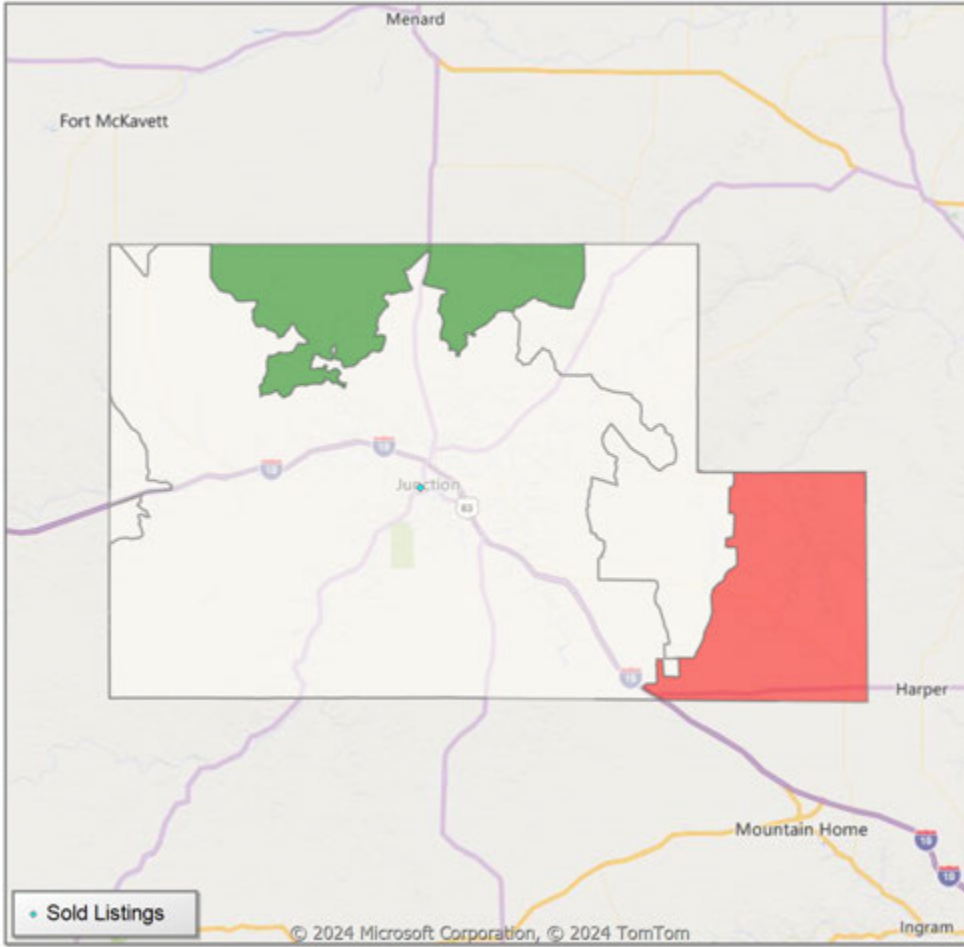 Menard
Fort McKavett
10
10
Junction
83
10
Harper
Mountain Home
10
10
Sold Listings
© 2024 Microsoft Corporation, © 2024 TomTom
Ingram